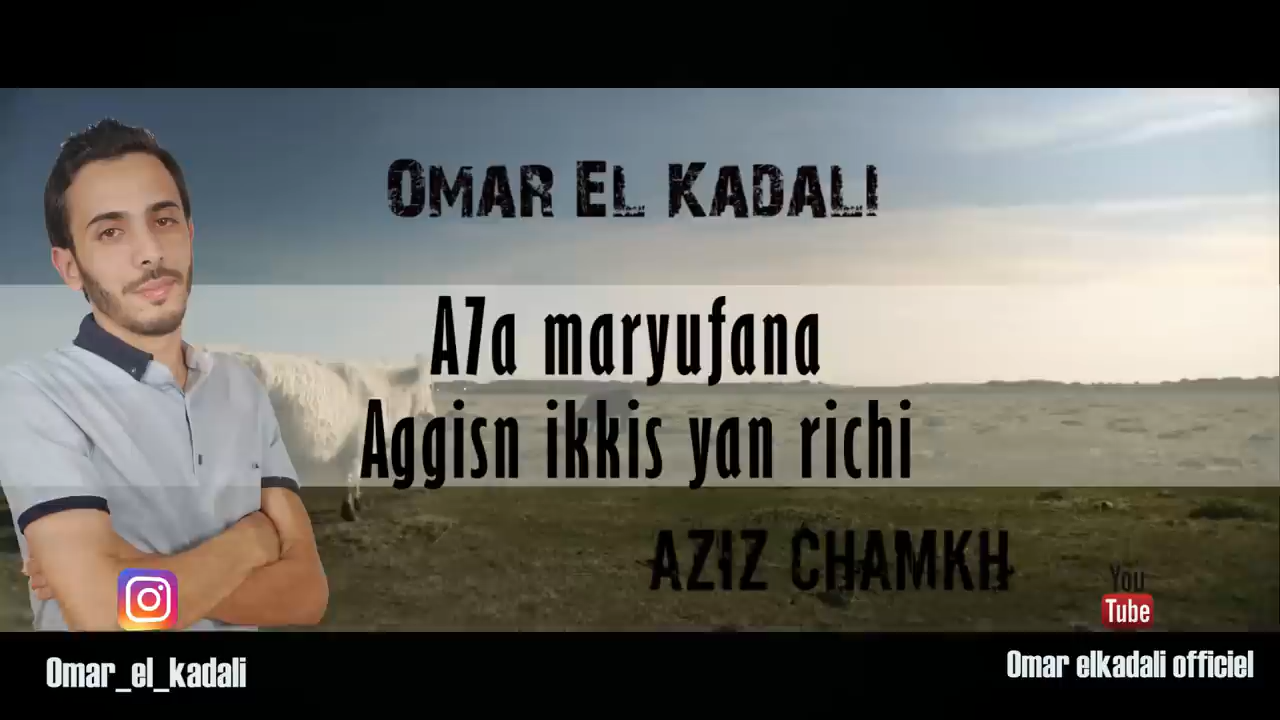 Omar El Kadali
A7a maryufana
Aggisn ikkis yan richi
AZIZ CHAMKH
You
Tube
Omar_el_kadali
Omar elkadali officiel